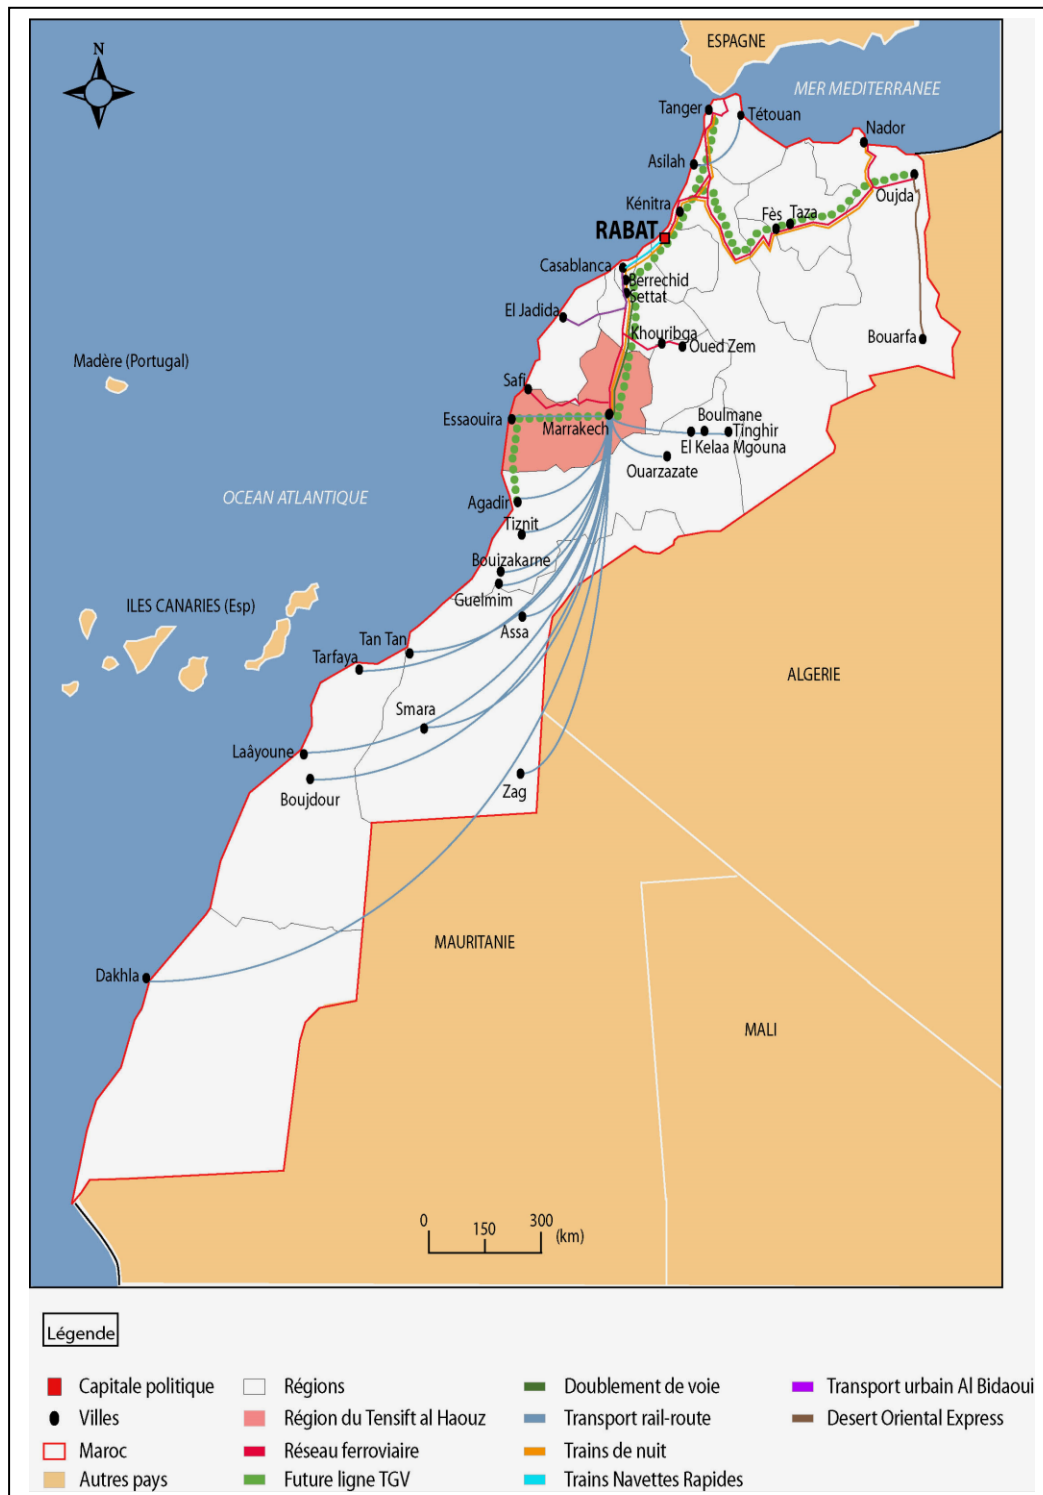 N
ESPAGNE
MER MEDITERRANEE
Tanger
Tétouan
Nador
Asilah
Oujda
Kénitra
Fès
Taza
RABAT
Casablanca
Berrechid
Settat
El Jadida
Khouribga
Oued Zem
Bouarfa
Madère (Portugal)
Safi
Essaouira
Marrakech
Boulmane
Tinghir
El Kelaa Mgouna
Ouarzazate
OCEAN ATLANTIQUE
Agadir
Tiznit
Bouizakarne
Guelmim
ILES CANARIES (Esp)
Assa
Tan Tan
Tarfaya
ALGERIE
Smara
Laâyoune
Boujdour
Zag
MAURITANIE
Dakhla
MALI
0 150 300 (km)
Légende
Capitale politique
Villes
Maroc
Autres pays
Régions
Région du Tensift al Haouz
Réseau ferroviaire
Future ligne TGV
Doublement de voie
Transport rail-route
Trains de nuit
Trains Navettes Rapides
Transport urbain Al Bidaoui
Desert Oriental Express